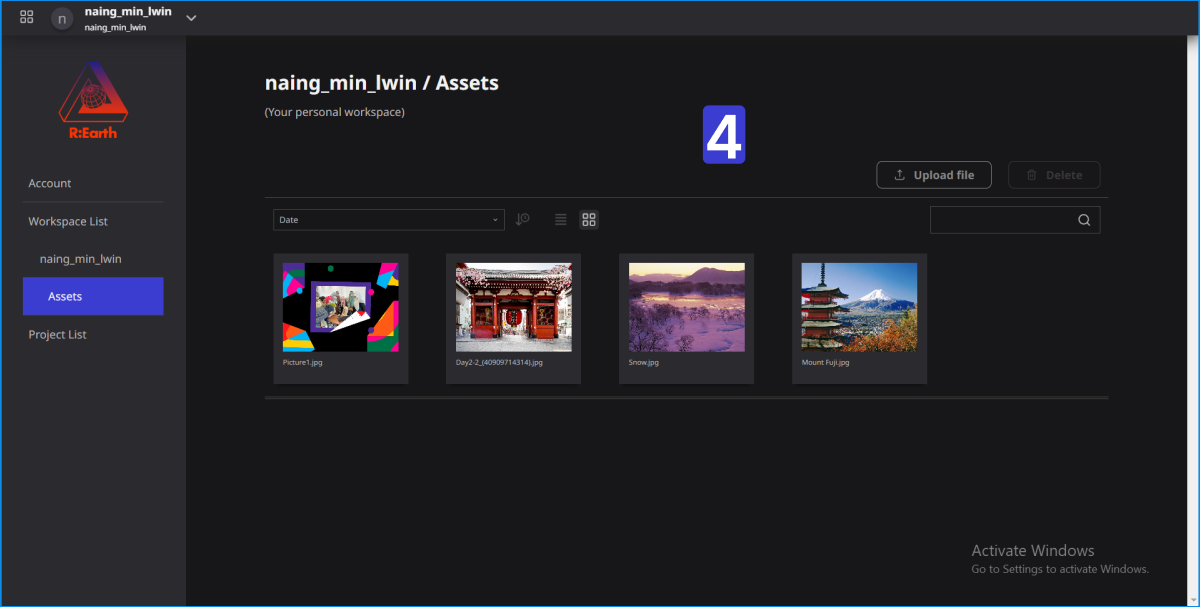 n
naing_min_lwin
naing_min_lwin
R:Earth
Account
Workspace List
naing_min_lwin
Assets
Project List
naing_min_lwin / Assets
(Your personal workspace)
4
Upload file
Delete
Date
Picture1.jpg
Day2-2_(40909714314).jpg
Snow.jpg
Mount Fuji.jpg
Activate Windows
Go to Settings to activate Windows.